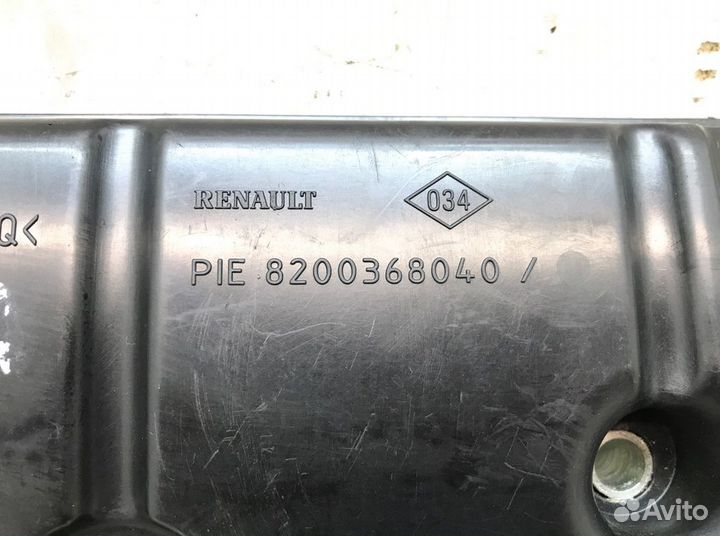 RENAULT 034
Q<
PIE 8200368040 /
Avito